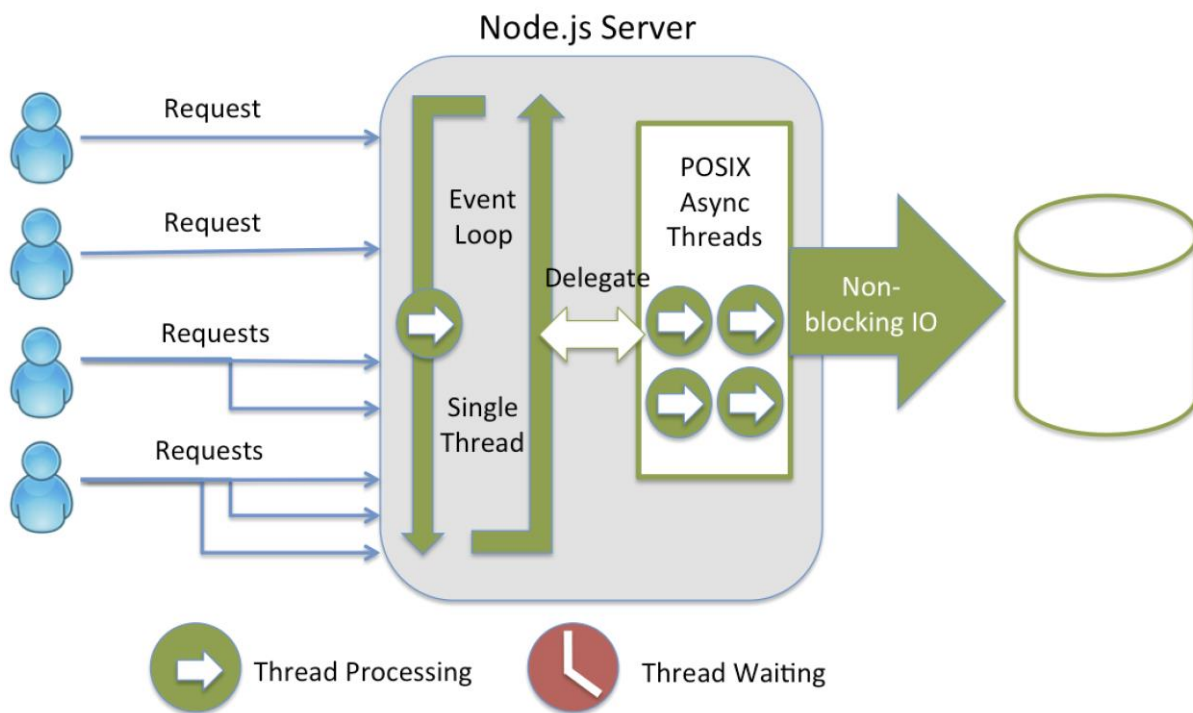 Node.js Server
Request
Request
Requests
Requests
Event
Loop
Single
Thread
Delegate
POSIX
Async
Threads
Non-
blocking IO
Thread Processing
Thread Waiting